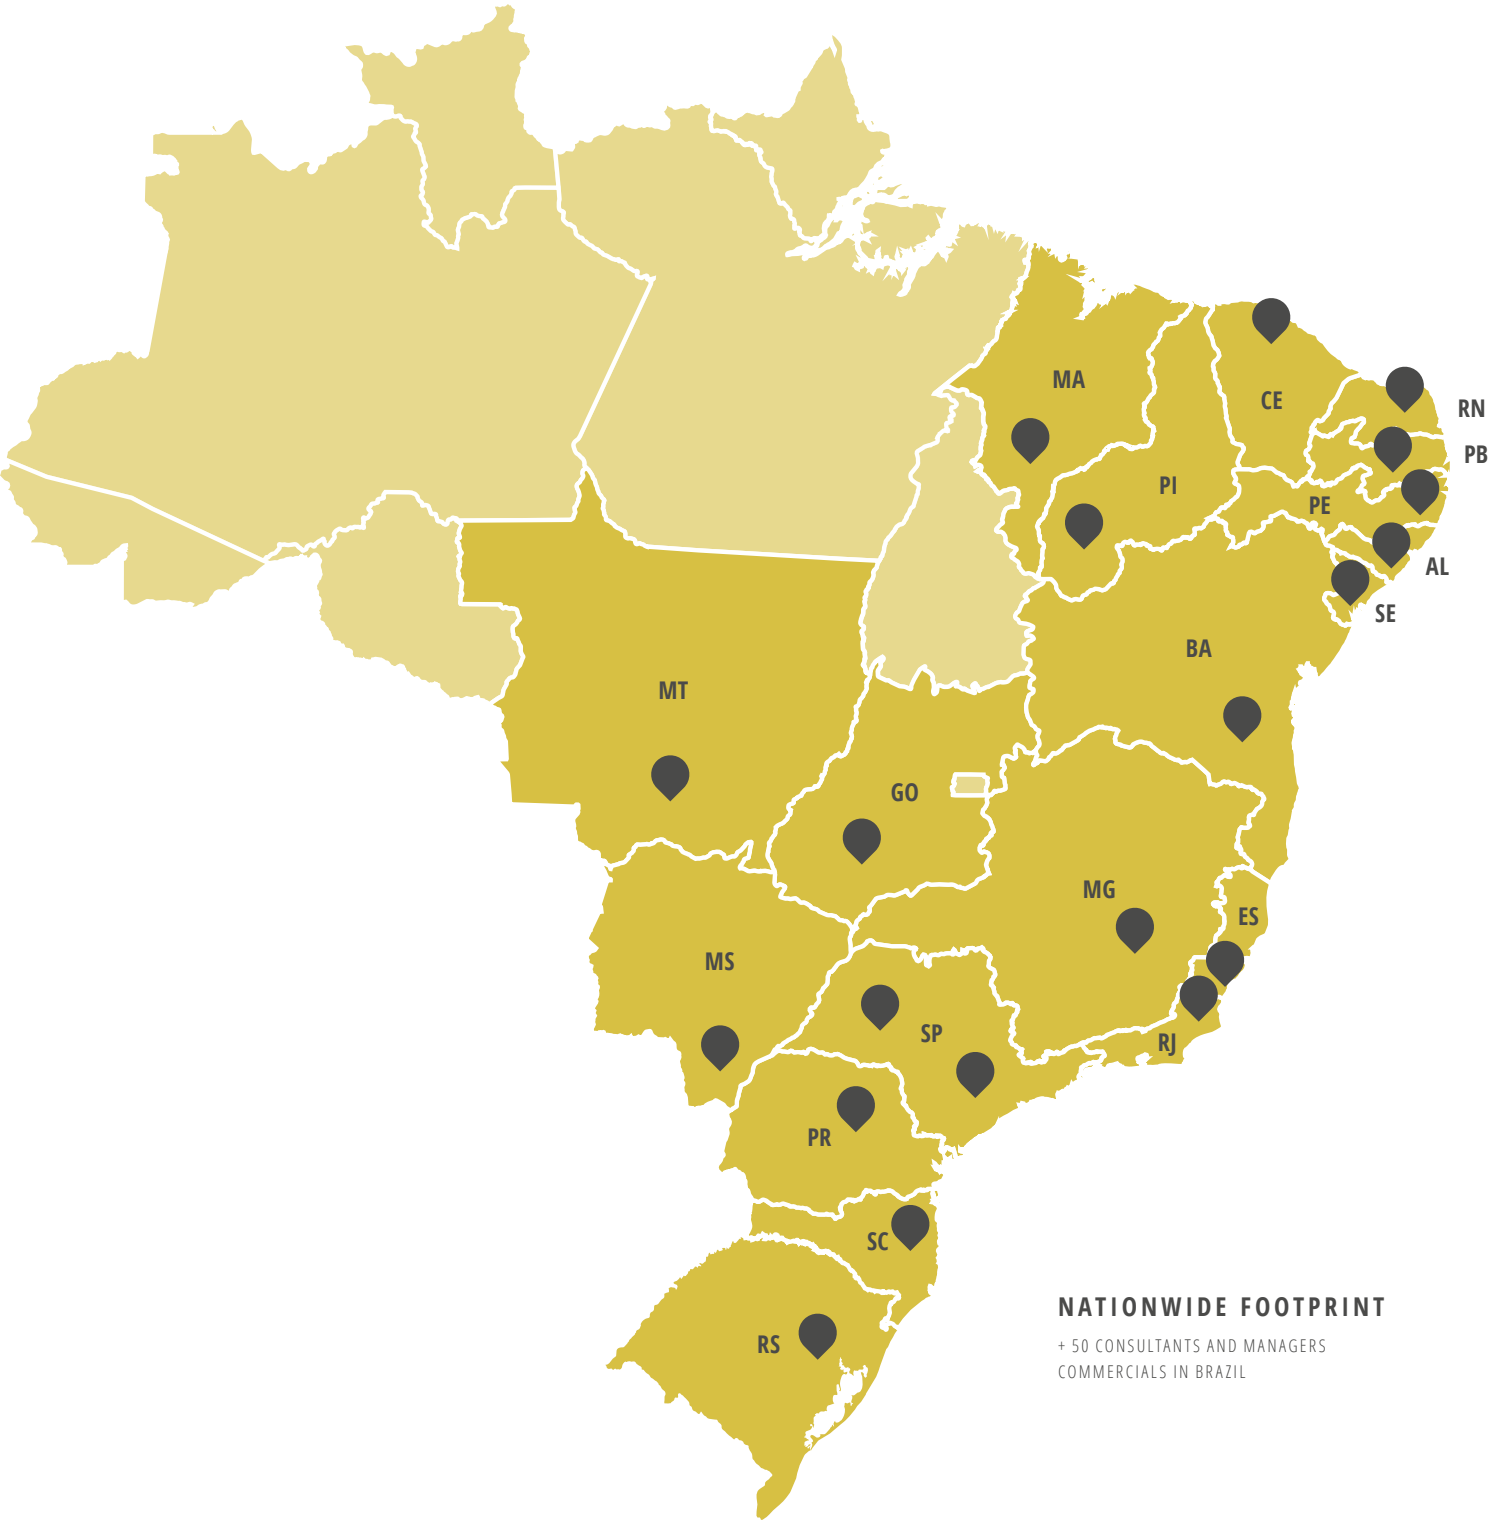 MA
CE
RN
PB
PI
PE
AL
SE
BA
MT
GO
MG
ES
MS
SP
RJ
PR
SC
RS
NATIONWIDE FOOTPRINT
+ 50 CONSULTANTS AND MANAGERS
COMMERCIALS IN BRAZIL